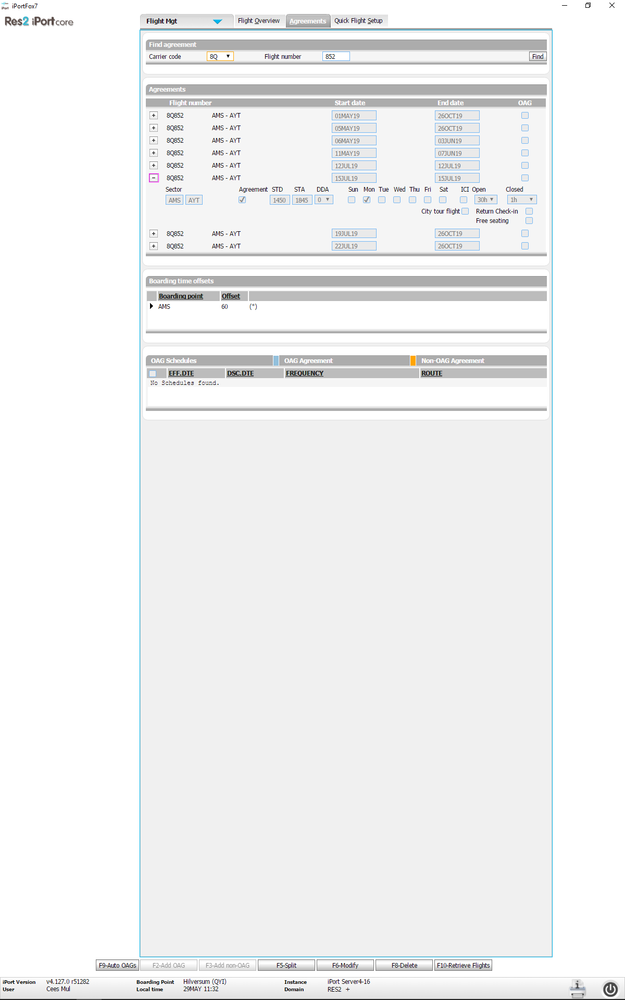 iPortFox7
Res2 iPortcore
Flight Mgt Flight Overview Agreements Quick Flight Setup
Find agreement
Carrier code 8Q Flight number 852 Find
Agreements
Flight number Start date End date OAG
+ 8Q852 AMS - AYT 01MAY19 26OCT19
+ 8Q852 AMS - AYT 05MAY19 26OCT19
+ 8Q852 AMS - AYT 06MAY19 03JUN19
+ 8Q852 AMS - AYT 11MAY19 07JUN19
+ 8Q852 AMS - AYT 12JUL19 12JUL19
- 8Q852 AMS - AYT 15JUL19 15JUL19
Sector Agreement STD STA DDA Sun Mon Tue Wed Thu Fri Sat ICI Open Closed
AMS AYT 1450 1845 0 30h 1h
City tour flight Return Check-in
Free seating
+ 8Q852 AMS - AYT 19JUL19 26OCT19
+ 8Q852 AMS - AYT 22JUL19 26OCT19
Boarding time offsets
Boarding point Offset
AMS 60 (*)
OAG Schedules OAG Agreement Non-OAG Agreement
EFF.DTE DSC.DTE FREQUENCY ROUTE
No Schedules found.
F9-Auto OAGs F2-Add OAG F3-Add non-OAG F5-Split F6-Modify F8-Delete F10-Retrieve Flights
iPort Version v4.127.0 r51282 Boarding Point Hilversum (QYI) Instance iPort Server4-16
User Cees Mul Local time 29MAY 11:32 Domain RES2 +